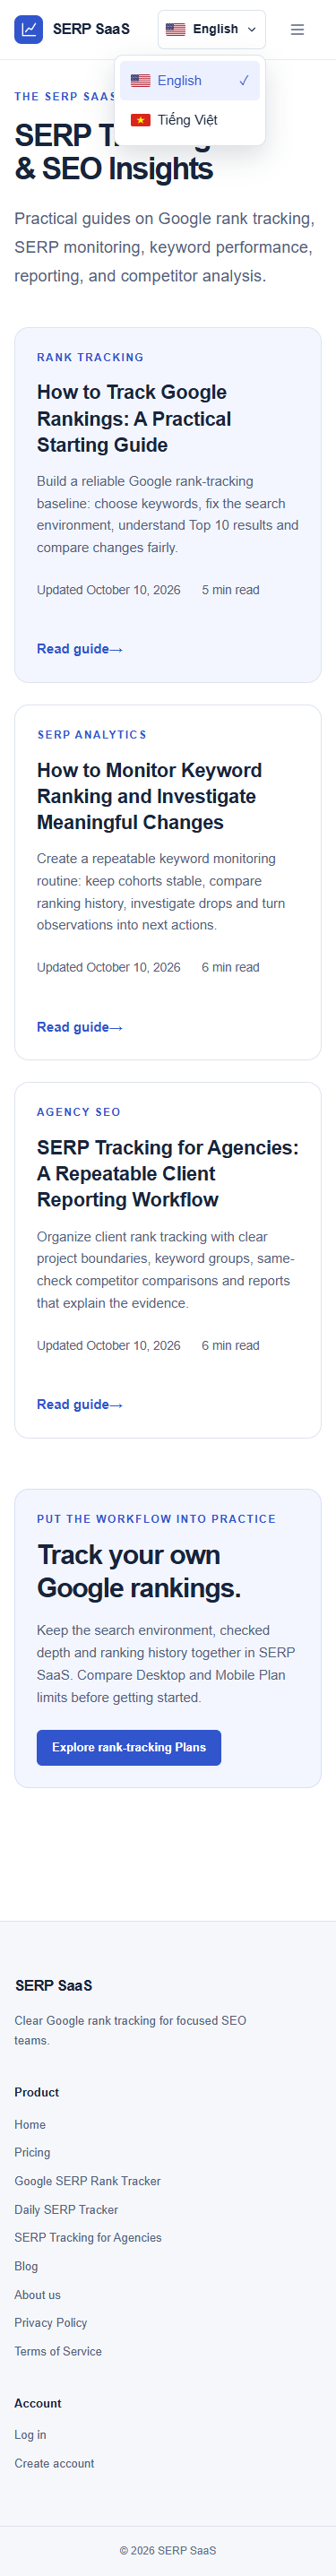 SERP SaaS
English
English ✓
Tiếng Việt
THE SERP SAAS
SERP
& SEO Insights
Practical guides on Google rank tracking,
SERP monitoring, keyword performance,
reporting, and competitor analysis.
RANK TRACKING
How to Track Google
Rankings: A Practical
Starting Guide
Build a reliable Google rank-tracking
baseline: choose keywords, fix the search
environment, understand Top 10 results and
compare changes fairly.
Updated October 10, 2026 5 min read
Read guide→
SERP ANALYTICS
How to Monitor Keyword
Ranking and Investigate
Meaningful Changes
Create a repeatable keyword monitoring
routine: keep cohorts stable, compare
ranking history, investigate drops and turn
observations into next actions.
Updated October 10, 2026 6 min read
Read guide→
AGENCY SEO
SERP Tracking for Agencies:
A Repeatable Client
Reporting Workflow
Organize client rank tracking with clear
project boundaries, keyword groups, same-
check competitor comparisons and reports
that explain the evidence.
Updated October 10, 2026 6 min read
Read guide→
PUT THE WORKFLOW INTO PRACTICE
Track your own
Google rankings.
Keep the search environment, checked
depth and ranking history together in SERP
SaaS. Compare Desktop and Mobile Plan
limits before getting started.
Explore rank-tracking Plans
SERP SaaS
Clear Google rank tracking for focused SEO
teams.
Product
Home
Pricing
Google SERP Rank Tracker
Daily SERP Tracker
SERP Tracking for Agencies
Blog
About us
Privacy Policy
Terms of Service
Account
Log in
Create account
© 2026 SERP SaaS